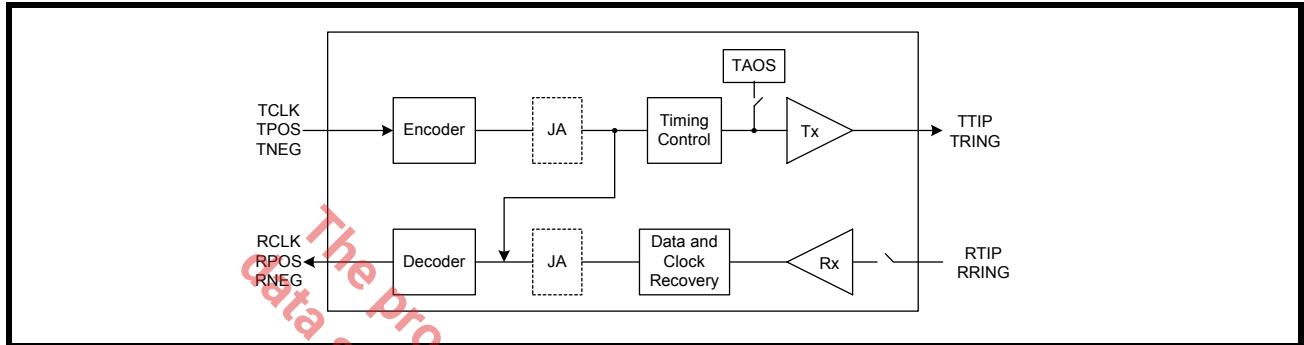 TAOS
TCLK
TPOS
TNEG
Encoder
JA
Timing
Control
Tx
TTIP
TRING
RCLK
RPOS
RNEG
Decoder
JA
Data and
Clock
Recovery
Rx
RTIP
RRING
The pro
data